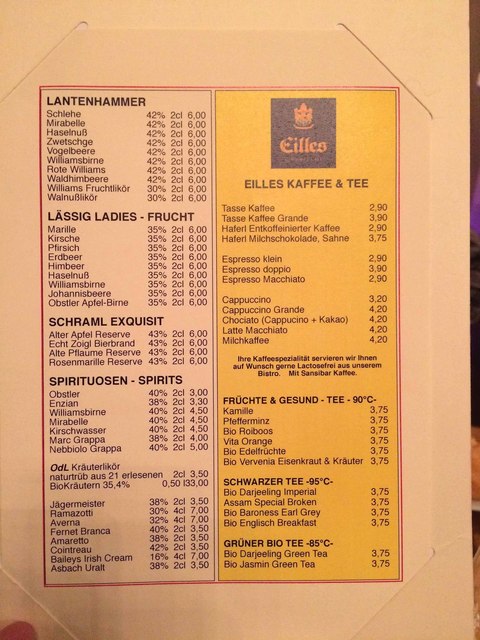 LANTENHAMMER
Schlehe 42% 2cl 6,00
Mirabelle 42% 2cl 6,00
Haselnuß 42% 2cl 6,00
Zwetschge 42% 2cl 6,00
Vogelbeere 42% 2cl 6,00
Williamsbirne 42% 2cl 6,00
Rote Williams 42% 2cl 6,00
Waldhimbeere 42% 2cl 6,00
Williams Fruchtlikör 30% 2cl 6,00
Walnußlikör 30% 2cl 6,00
LÄSSIG LADIES - FRUCHT
Marille 35% 2cl 6,00
Kirsche 35% 2cl 6,00
Pfirsich 35% 2cl 6,00
Erdbeer 35% 2cl 6,00
Himbeer 35% 2cl 6,00
Haselnuß 35% 2cl 6,00
Williamsbirne 35% 2cl 6,00
Johannisbeere 35% 2cl 6,00
Obstler Apfel-Birne 35% 2cl 6,00
SCHRAML EXQUISIT
Alter Apfel Reserve 43% 2cl 6,00
Echt Zoigl Bierbrand 43% 2cl 6,00
Alte Pflaume Reserve 43% 2cl 6,00
Rosenmarille Reserve 43% 2cl 6,00
SPIRITUOSEN - SPIRITS
Obstler 40% 2cl 3,00
Enzian 38% 2cl 3,30
Williamsbirne 40% 2cl 4,50
Mirabelle 40% 2cl 4,50
Kirschwasser 40% 2cl 4,50
Marc Grappa 38% 2cl 4,00
Nebbiolo Grappa 40% 2cl 5,00
OdL Kräuterlikör
naturtrüb aus 21 erlesenen 2cl 3,50
BioKräutern 35,4% 0,50 l33,00
Jägermeister 38% 2cl 3,50
Ramazotti 30% 4cl 7,00
Averna 32% 4cl 7,00
Fernet Branca 40% 2cl 3,50
Amaretto 38% 2cl 3,50
Cointreau 42% 2cl 3,50
Baileys Irish Cream 16% 4cl 7,00
Asbach Uralt 38% 2cl 3,50
Eilles
EILLES KAFFEE & TEE
Tasse Kaffee 2,90
Tasse Kaffee Grande 3,90
Haferl Entkoffeinierter Kaffee 2,90
Haferl Milchschokolade, Sahne 3,75
Espresso klein 2,90
Espresso doppio 3,90
Espresso Macchiato 2,90
Cappuccino 3,20
Cappuccino Grande 4,20
Chociato (Cappucino + Kakao) 4,20
Latte Macchiato 4,20
Milchkaffee 4,20
Ihre Kaffeespezialität servieren wir Ihnen
auf Wunsch gerne Lactosefrei aus unserem
Bistro. Mit Sansibar Kaffee.
FRÜCHTE & GESUND - TEE - 90°C-
Kamille 3,75
Pfefferminz 3,75
Bio Roiboos 3,75
Vita Orange 3,75
Bio Edelfrüchte 3,75
Bio Vervenia Eisenkraut & Kräuter 3,75
SCHWARZER TEE -95°C-
Bio Darjeeling Imperial 3,75
Assam Special Broken 3,75
Bio Baroness Earl Grey 3,75
Bio Englisch Breakfast 3,75
GRÜNER BIO TEE -85°C-
Bio Darjeeling Green Tea 3,75
Bio Jasmin Green Tea 3,75